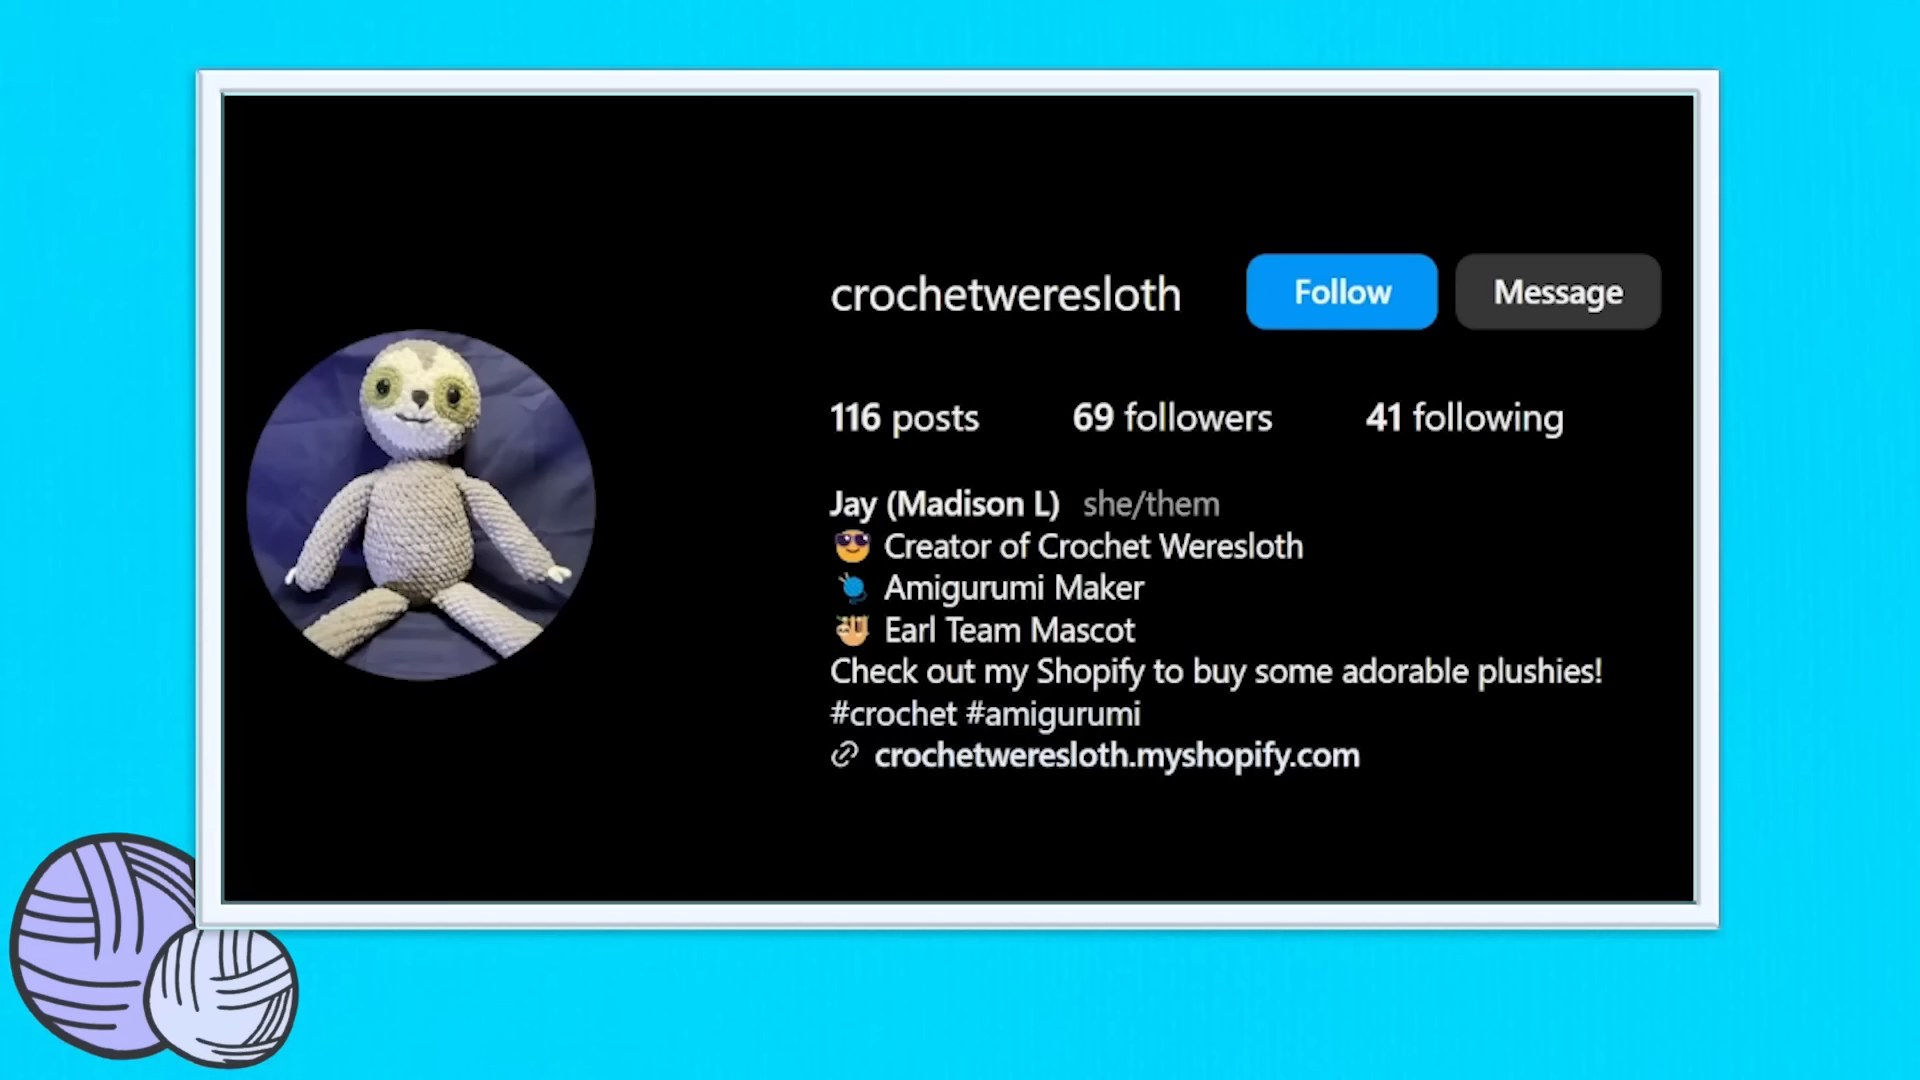 crochetweresloth Follow Message
116 posts 69 followers 41 following
Jay (Madison L) she/them
😎 Creator of Crochet Weresloth
🧶 Amigurumi Maker
🦥 Earl Team Mascot
Check out my Shopify to buy some adorable plushies!
#crochet #amigurumi
crochetweresloth.myshopify.com